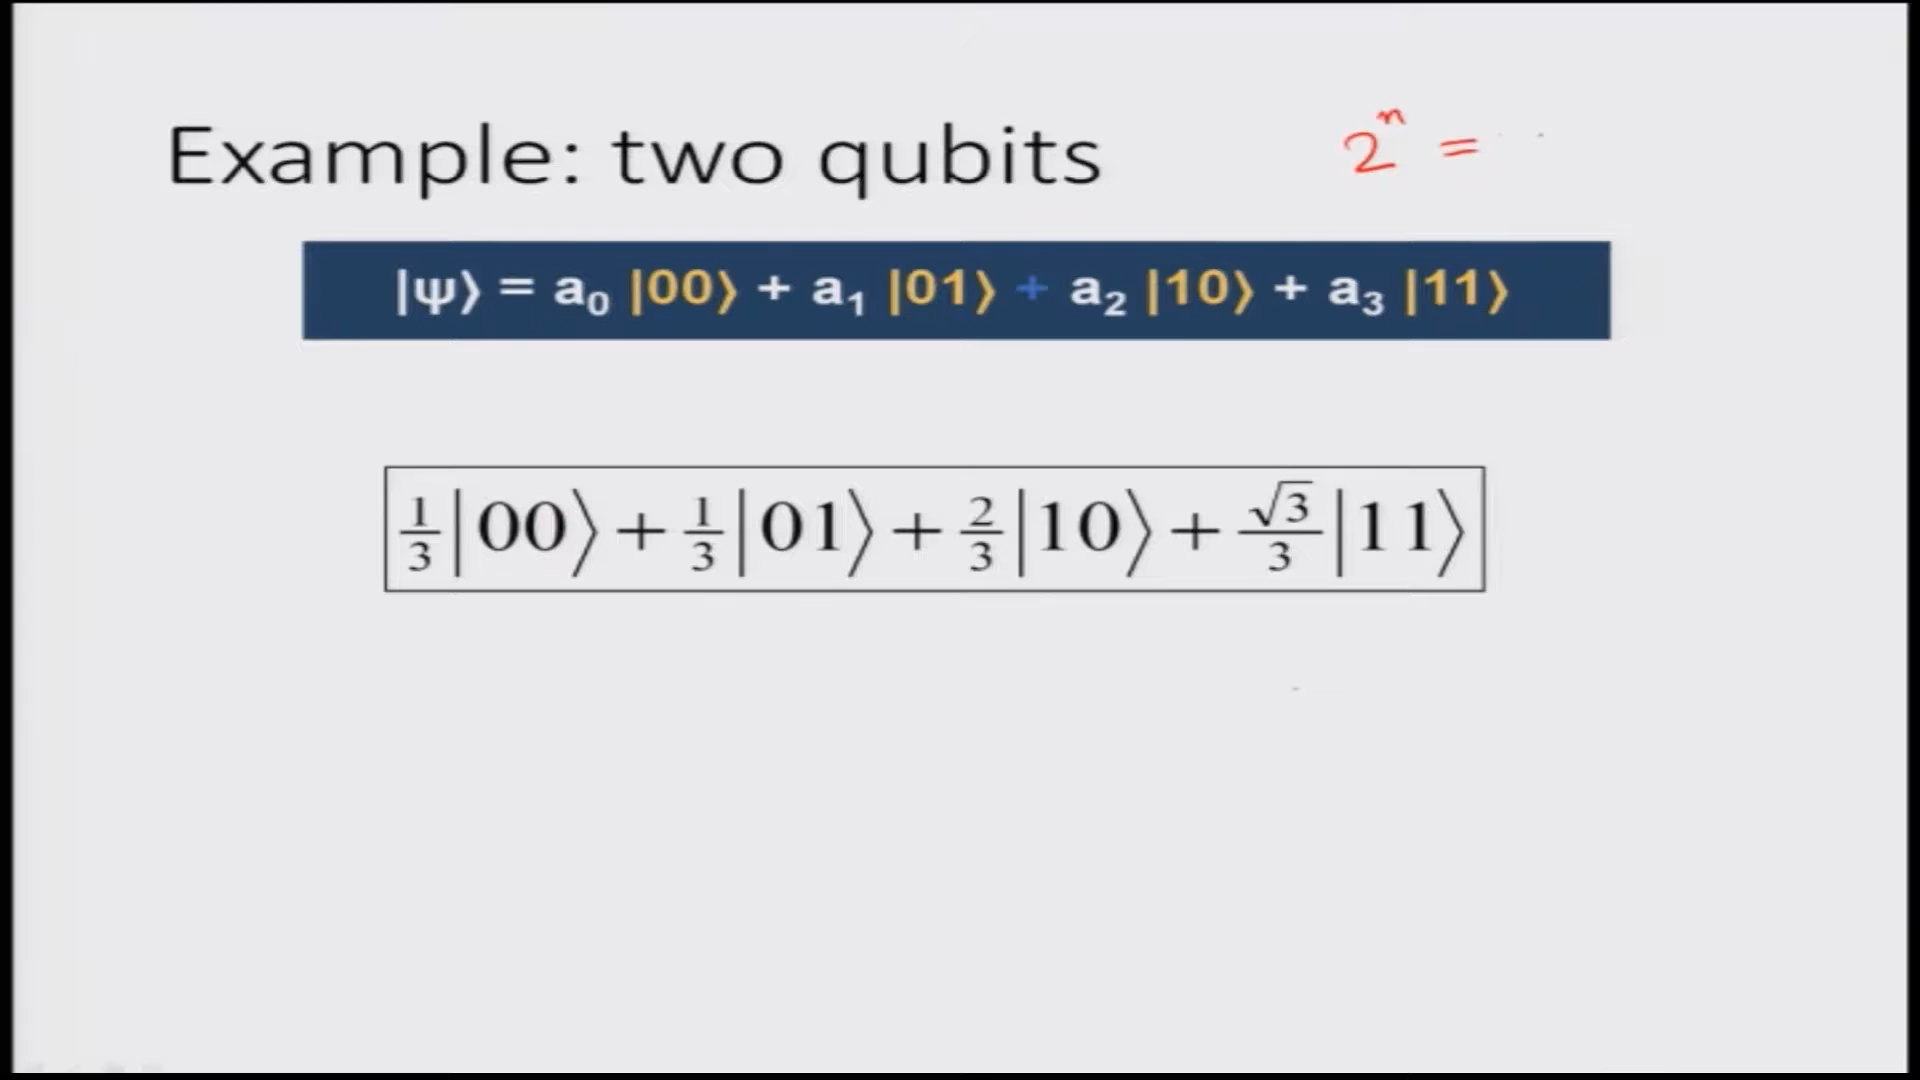 Example: two qubits
2ⁿ =
|ψ⟩ = a₀ |00⟩ + a₁ |01⟩ + a₂ |10⟩ + a₃ |11⟩
1/3|00⟩ + 1/3|01⟩ + 2/3|10⟩ + √3/3|11⟩